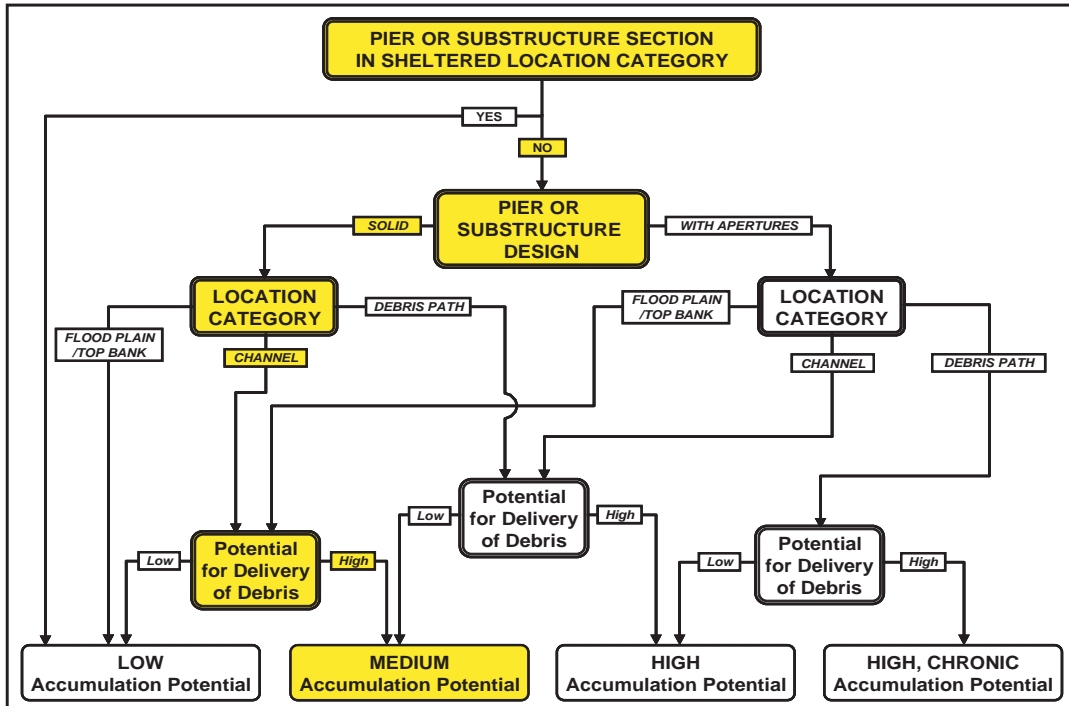 PIER OR SUBSTRUCTURE SECTION
IN SHELTERED LOCATION CATEGORY
YES
NO
SOLID
PIER OR
SUBSTRUCTURE
DESIGN
WITH APERTURES
LOCATION
CATEGORY
DEBRIS PATH
FLOOD PLAIN
/TOP BANK
LOCATION
CATEGORY
FLOOD PLAIN
/TOP BANK
CHANNEL
CHANNEL
DEBRIS PATH
Potential
for Delivery
of Debris
Low
High
Potential
for Delivery
of Debris
Low
High
Potential
for Delivery
of Debris
Low
High
LOW
Accumulation Potential
MEDIUM
Accumulation Potential
HIGH
Accumulation Potential
HIGH, CHRONIC
Accumulation Potential